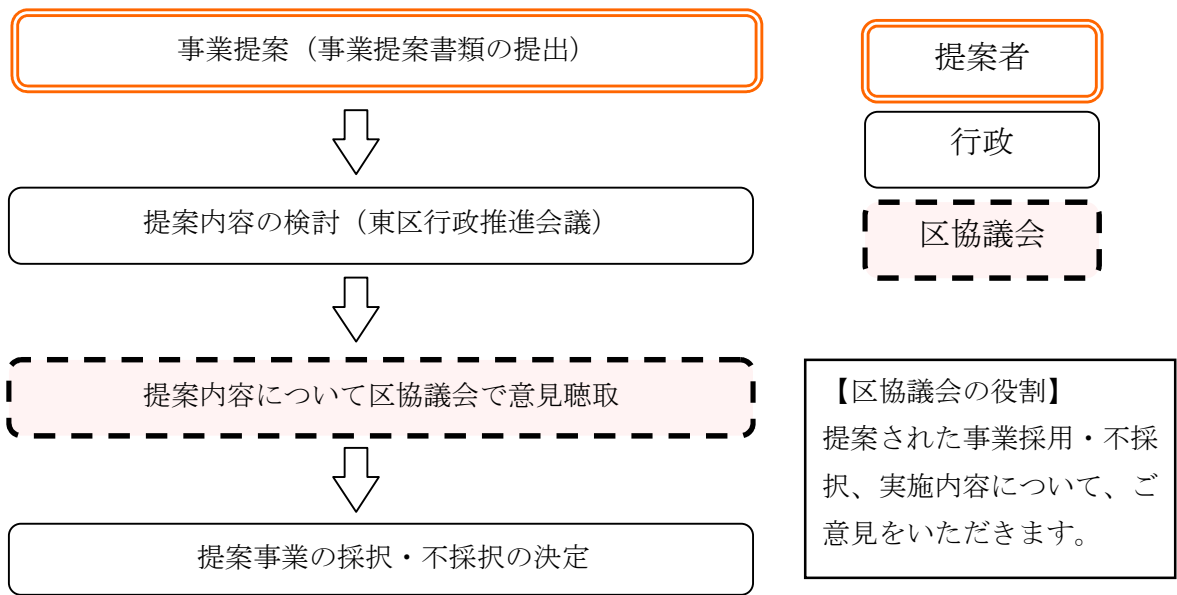 事業提案（事業提案書類の提出）
提案内容の検討（東区行政推進会議）
提案内容について区協議会で意見聴取
提案事業の採択・不採択の決定
提案者
行政
区協議会
【区協議会の役割】
提案された事業採用・不採
択、実施内容について、ご
意見をいただきます。